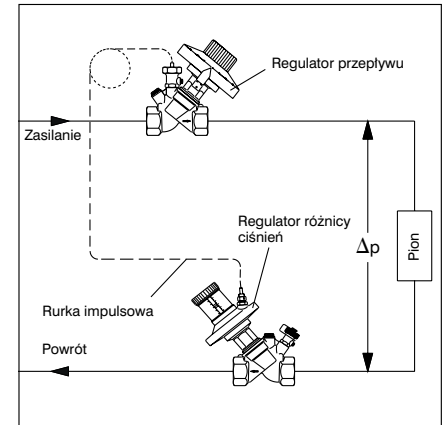 Regulator przepływu
Zasilanie
Regulator różnicy
ciśnień
Δp
Pion
Rurka impulsowa
Powrót